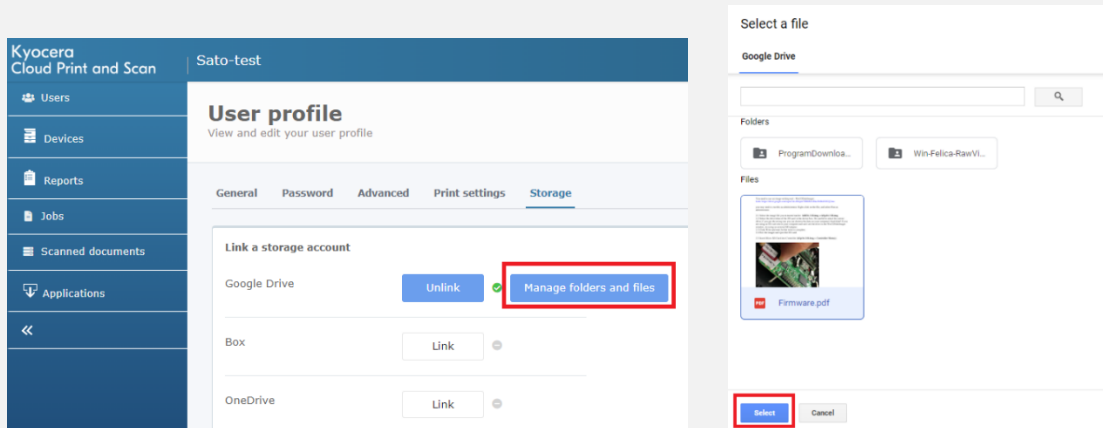 Kyocera
Cloud Print and Scan
Sato-test
Users
Devices
Reports
Jobs
Scanned documents
Applications
«
User profile
View and edit your user profile
General Password Advanced Print settings Storage
Link a storage account
Google Drive Unlink Manage folders and files
Box Link
OneDrive Link
Select a file
Google Drive
Folders
ProgramDownloa... Win-Felica-RawVi...
Files
PDF Firmware.pdf
Select Cancel